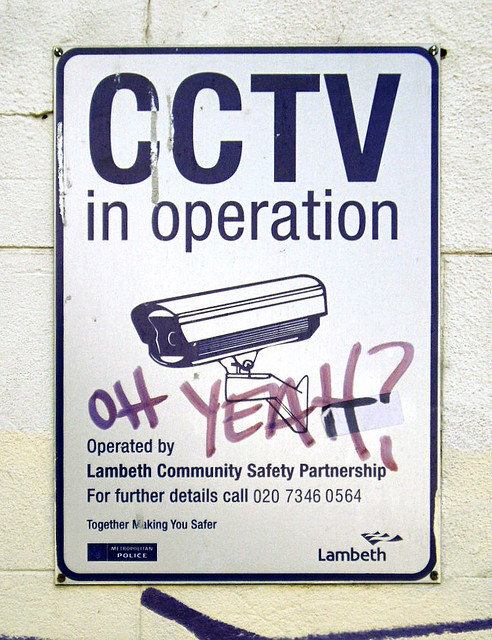 CCTV
in operation
OH YEAH?
Operated by
Lambeth Community Safety Partnership
For further details call 020 7346 0564
Together Making You Safer
METROPOLITAN
POLICE
Lambeth